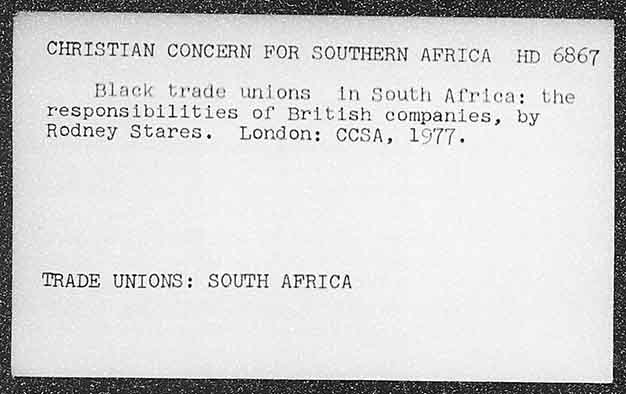 CHRISTIAN CONCERN FOR SOUTHERN AFRICA HD 6867
Black trade unions in South Africa: the
responsibilities of British companies, by
Rodney Stares. London: CCSA, 1977.
TRADE UNIONS: SOUTH AFRICA